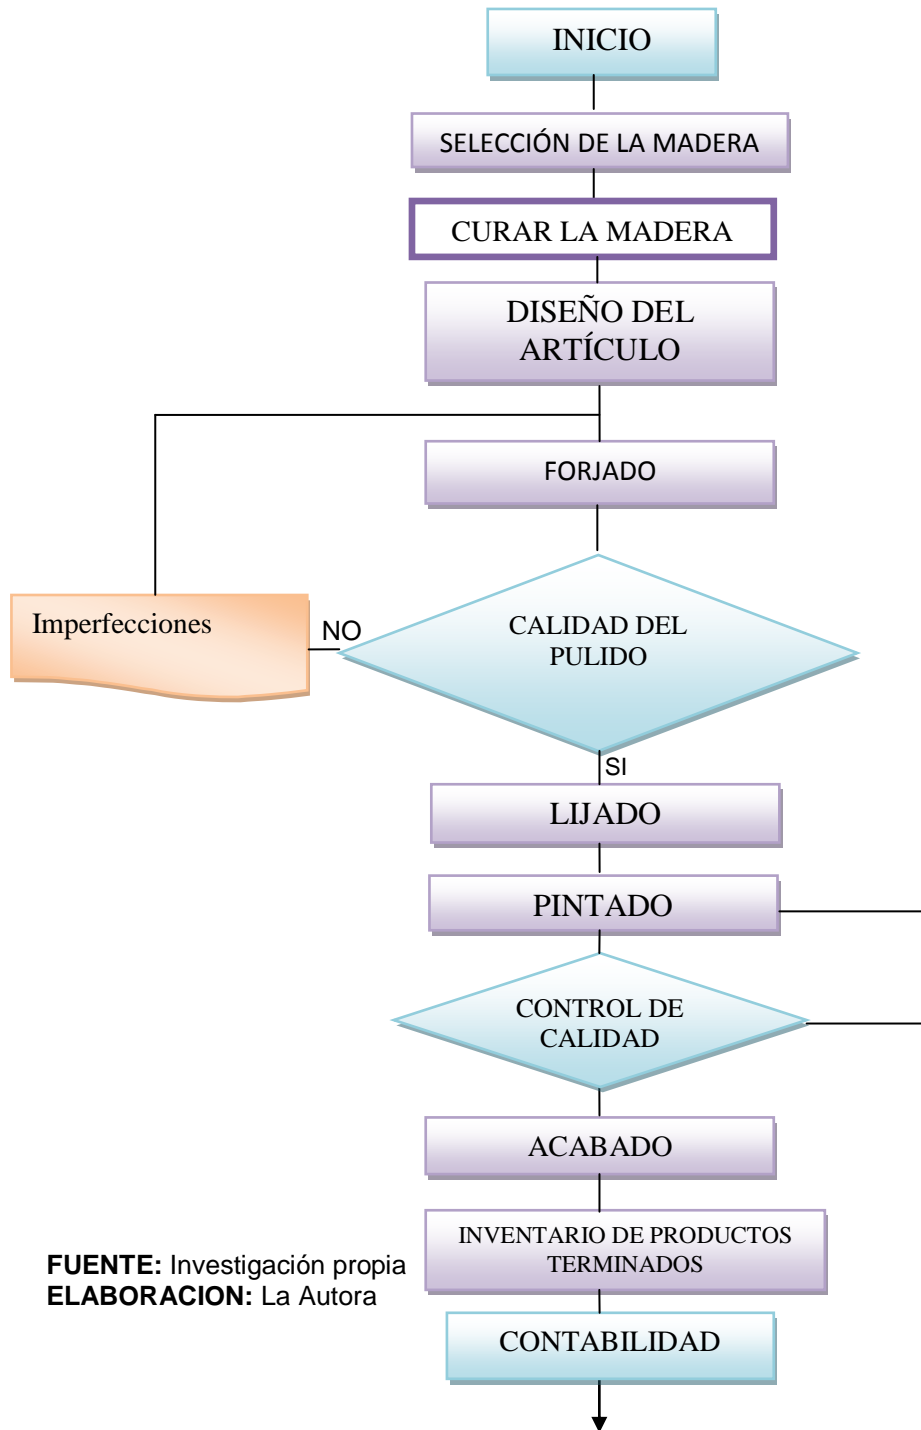 INICIO
SELECCIÓN DE LA MADERA
CURAR LA MADERA
DISEÑO DEL
ARTÍCULO
FORJADO
Imperfecciones
NO
CALIDAD DEL
PULIDO
SI
LIJADO
PINTADO
CONTROL DE
CALIDAD
ACABADO
INVENTARIO DE PRODUCTOS
TERMINADOS
FUENTE: Investigación propia
ELABORACION: La Autora
CONTABILIDAD